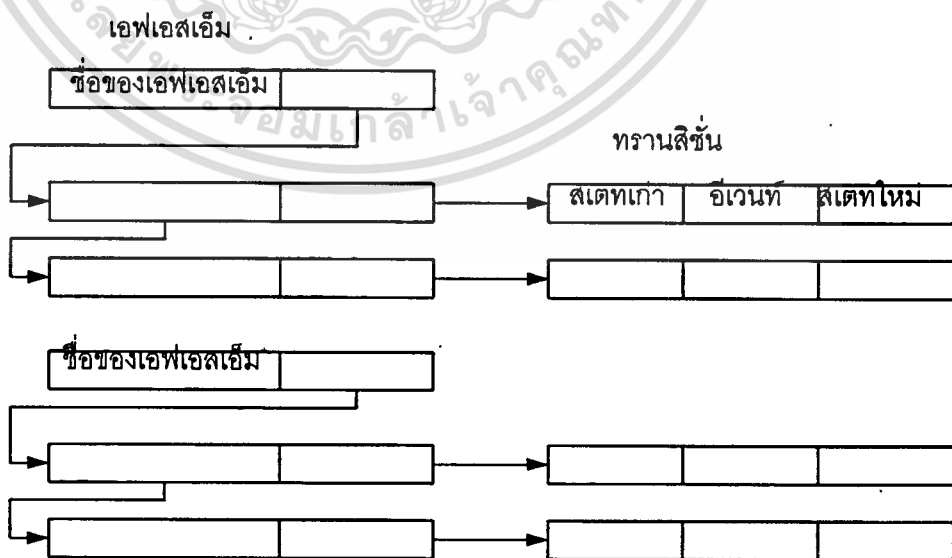 เอฟเอสเอ็ม
ชื่อของเอฟเอสเอ็ม
ทรานสิชั่น
สเตทเก่า อีเวนท์ สเตทใหม่
ชื่อของเอฟเอสเอ็ม